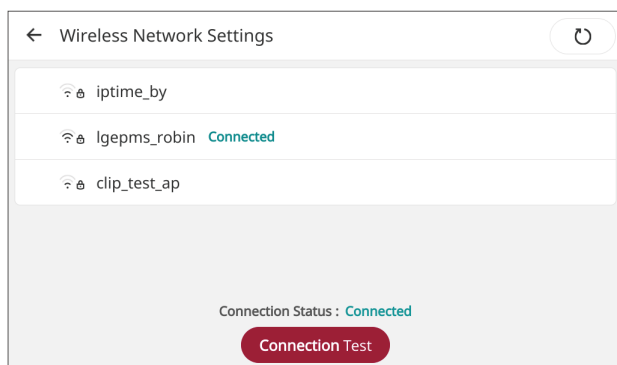 Wireless Network Settings
iptime_by
lgepms_robin Connected
clip_test_ap
Connection Status : Connected
Connection Test